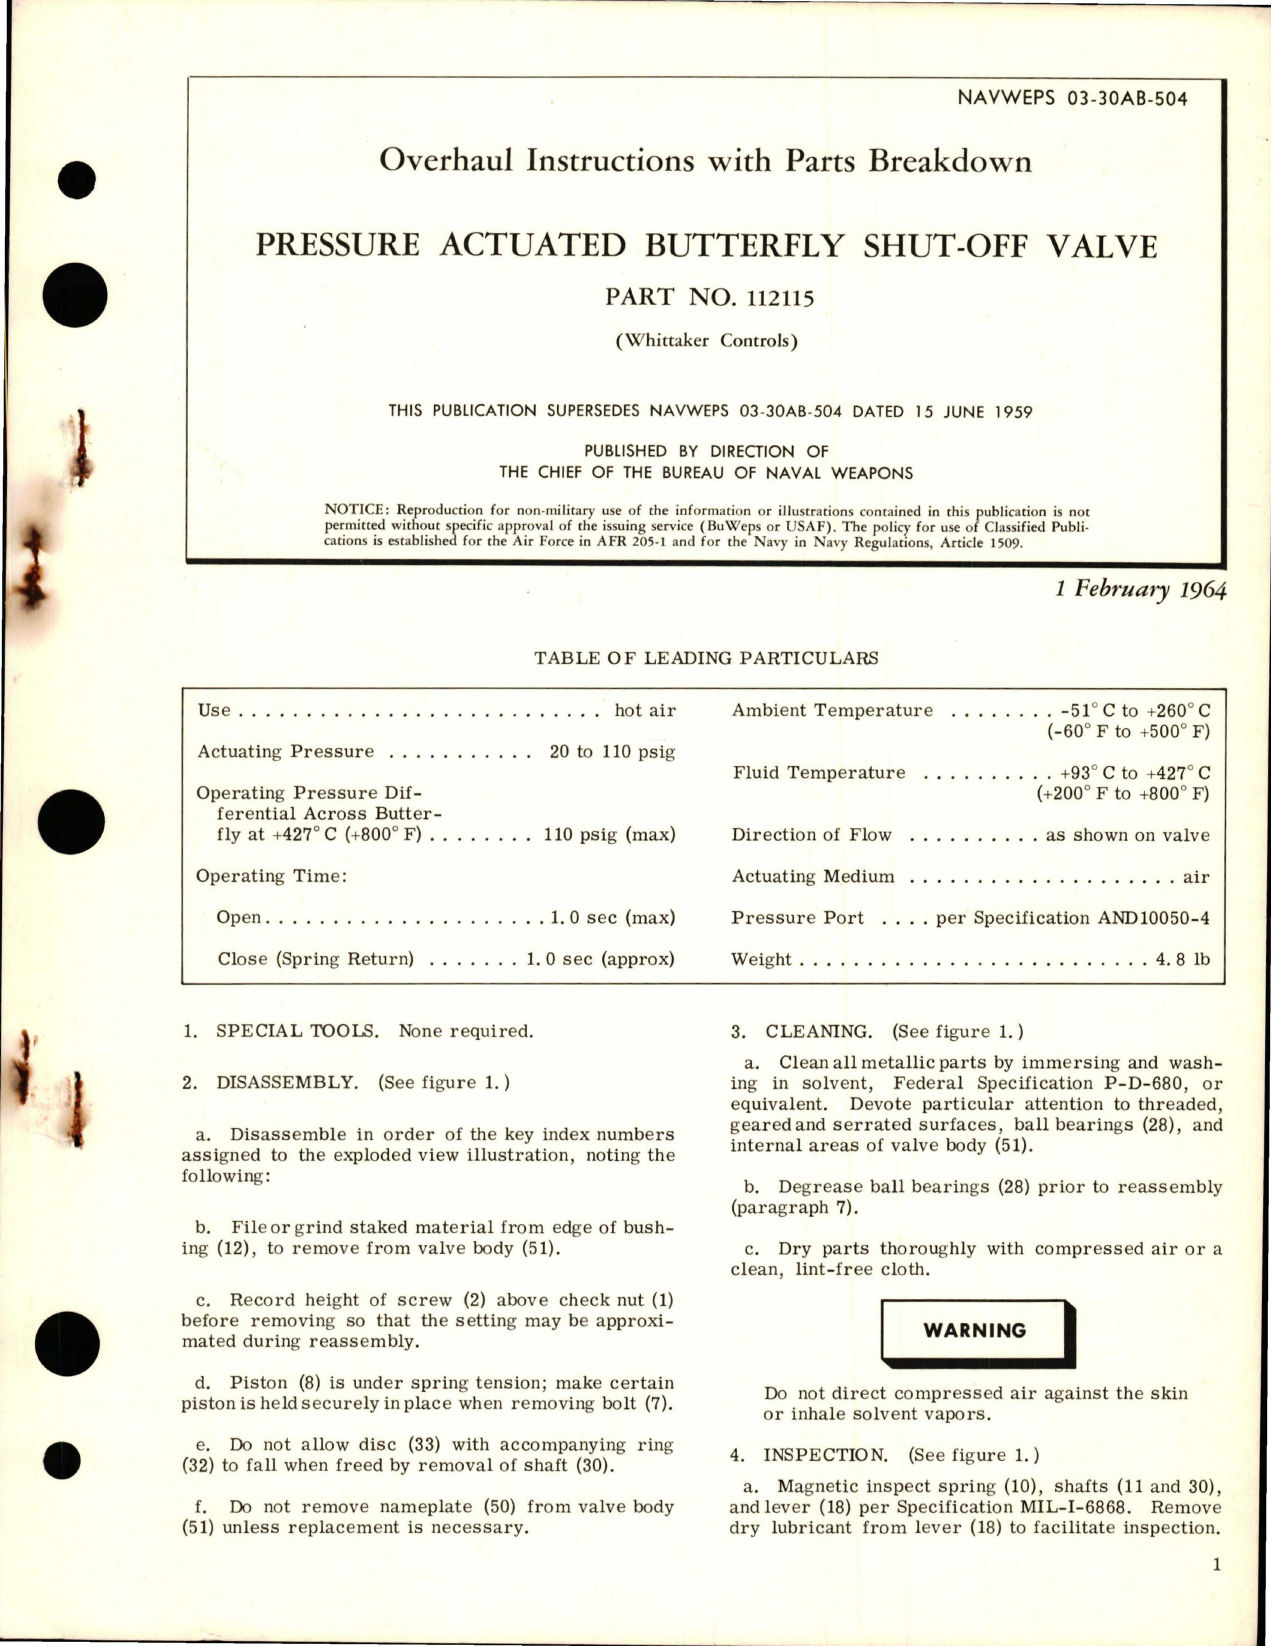 NAVWEPS 03-30AB-504
Overhaul Instructions with Parts Breakdown
PRESSURE ACTUATED BUTTERFLY SHUT-OFF VALVE
PART NO. 112115
(Whittaker Controls)
THIS PUBLICATION SUPERSEDES NAVWEPS 03-30AB-504 DATED 15 JUNE 1959
PUBLISHED BY DIRECTION OF
THE CHIEF OF THE BUREAU OF NAVAL WEAPONS
NOTICE: Reproduction for non-military use of the information or illustrations contained in this publication is not
permitted without specific approval of the issuing service (BuWeps or USAF). The policy for use of Classified Publi-
cations is established for the Air Force in AFR 205-1 and for the Navy in Navy Regulations, Article 1509.
1 February 1964
TABLE OF LEADING PARTICULARS
Use . . . . . . . . . . . . . . . . . . . . . . . . . . . hot air
Actuating Pressure . . . . . . . . . . . 20 to 110 psig
Operating Pressure Dif-
ferential Across Butter-
fly at +427° C (+800° F) . . . . . . . . 110 psig (max)
Operating Time:
Open. . . . . . . . . . . . . . . . . . . . . 1.0 sec (max)
Close (Spring Return) . . . . . . . 1.0 sec (approx)
Ambient Temperature . . . . . . . . -51° C to +260° C
(-60° F to +500° F)
Fluid Temperature . . . . . . . . . . +93° C to +427° C
(+200° F to +800° F)
Direction of Flow . . . . . . . . . . as shown on valve
Actuating Medium . . . . . . . . . . . . . . . . . . . . air
Pressure Port . . . . per Specification AND10050-4
Weight . . . . . . . . . . . . . . . . . . . . . . . . . . 4.8 lb
1. SPECIAL TOOLS. None required.
2. DISASSEMBLY. (See figure 1.)
a. Disassemble in order of the key index numbers
assigned to the exploded view illustration, noting the
following:
b. File or grind staked material from edge of bush-
ing (12), to remove from valve body (51).
c. Record height of screw (2) above check nut (1)
before removing so that the setting may be approxi-
mated during reassembly.
d. Piston (8) is under spring tension; make certain
piston is held securely in place when removing bolt (7).
e. Do not allow disc (33) with accompanying ring
(32) to fall when freed by removal of shaft (30).
f. Do not remove nameplate (50) from valve body
(51) unless replacement is necessary.
3. CLEANING. (See figure 1.)
a. Clean all metallic parts by immersing and wash-
ing in solvent, Federal Specification P-D-680, or
equivalent. Devote particular attention to threaded,
geared and serrated surfaces, ball bearings (28), and
internal areas of valve body (51).
b. Degrease ball bearings (28) prior to reassembly
(paragraph 7).
c. Dry parts thoroughly with compressed air or a
clean, lint-free cloth.
WARNING
Do not direct compressed air against the skin
or inhale solvent vapors.
4. INSPECTION. (See figure 1.)
a. Magnetic inspect spring (10), shafts (11 and 30),
and lever (18) per Specification MIL-I-6868. Remove
dry lubricant from lever (18) to facilitate inspection.
1